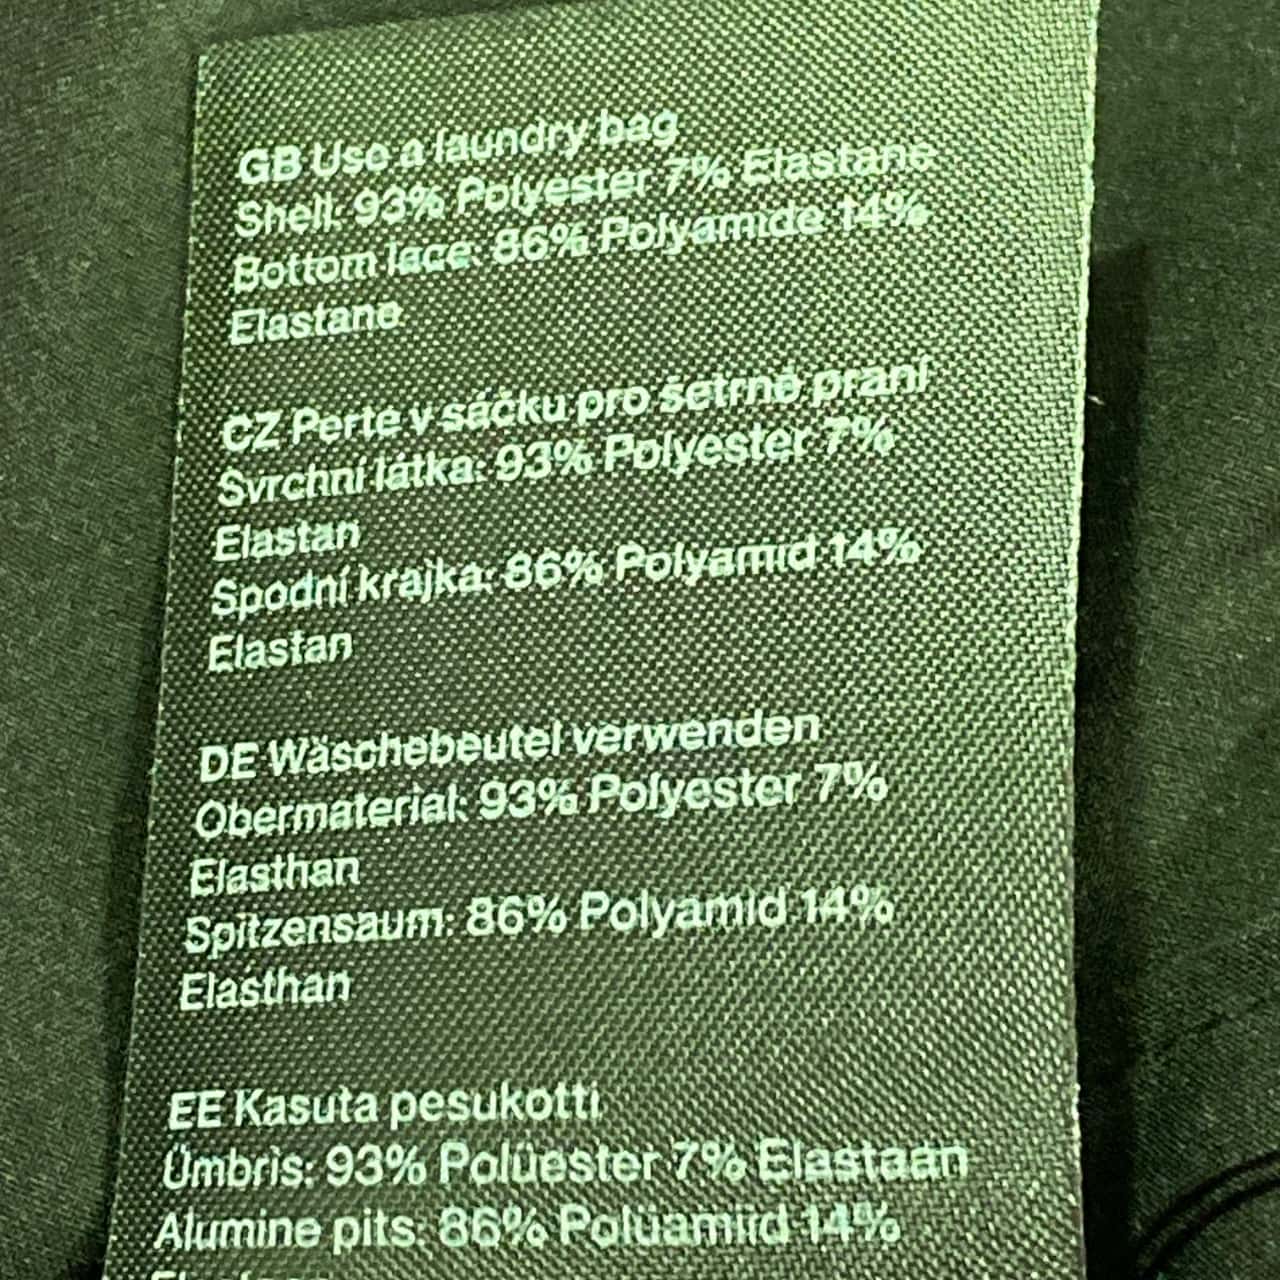 GB Use a laundry bag
Shell: 93% Polyester 7% Elastane
Bottom lace: 86% Polyamide 14%
Elastane
CZ Perte v sáčku pro šetrné praní
Svrchní látka: 93% Polyester 7%
Elastan
Spodní krajka: 86% Polyamid 14%
Elastan
DE Wäschebeutel verwenden
Obermaterial: 93% Polyester 7%
Elasthan
Spitzensaum: 86% Polyamid 14%
Elasthan
EE Kasuta pesukotti
Ümbris: 93% Polüester 7% Elastaan
Alumine pits: 86% Polüamiid 14%